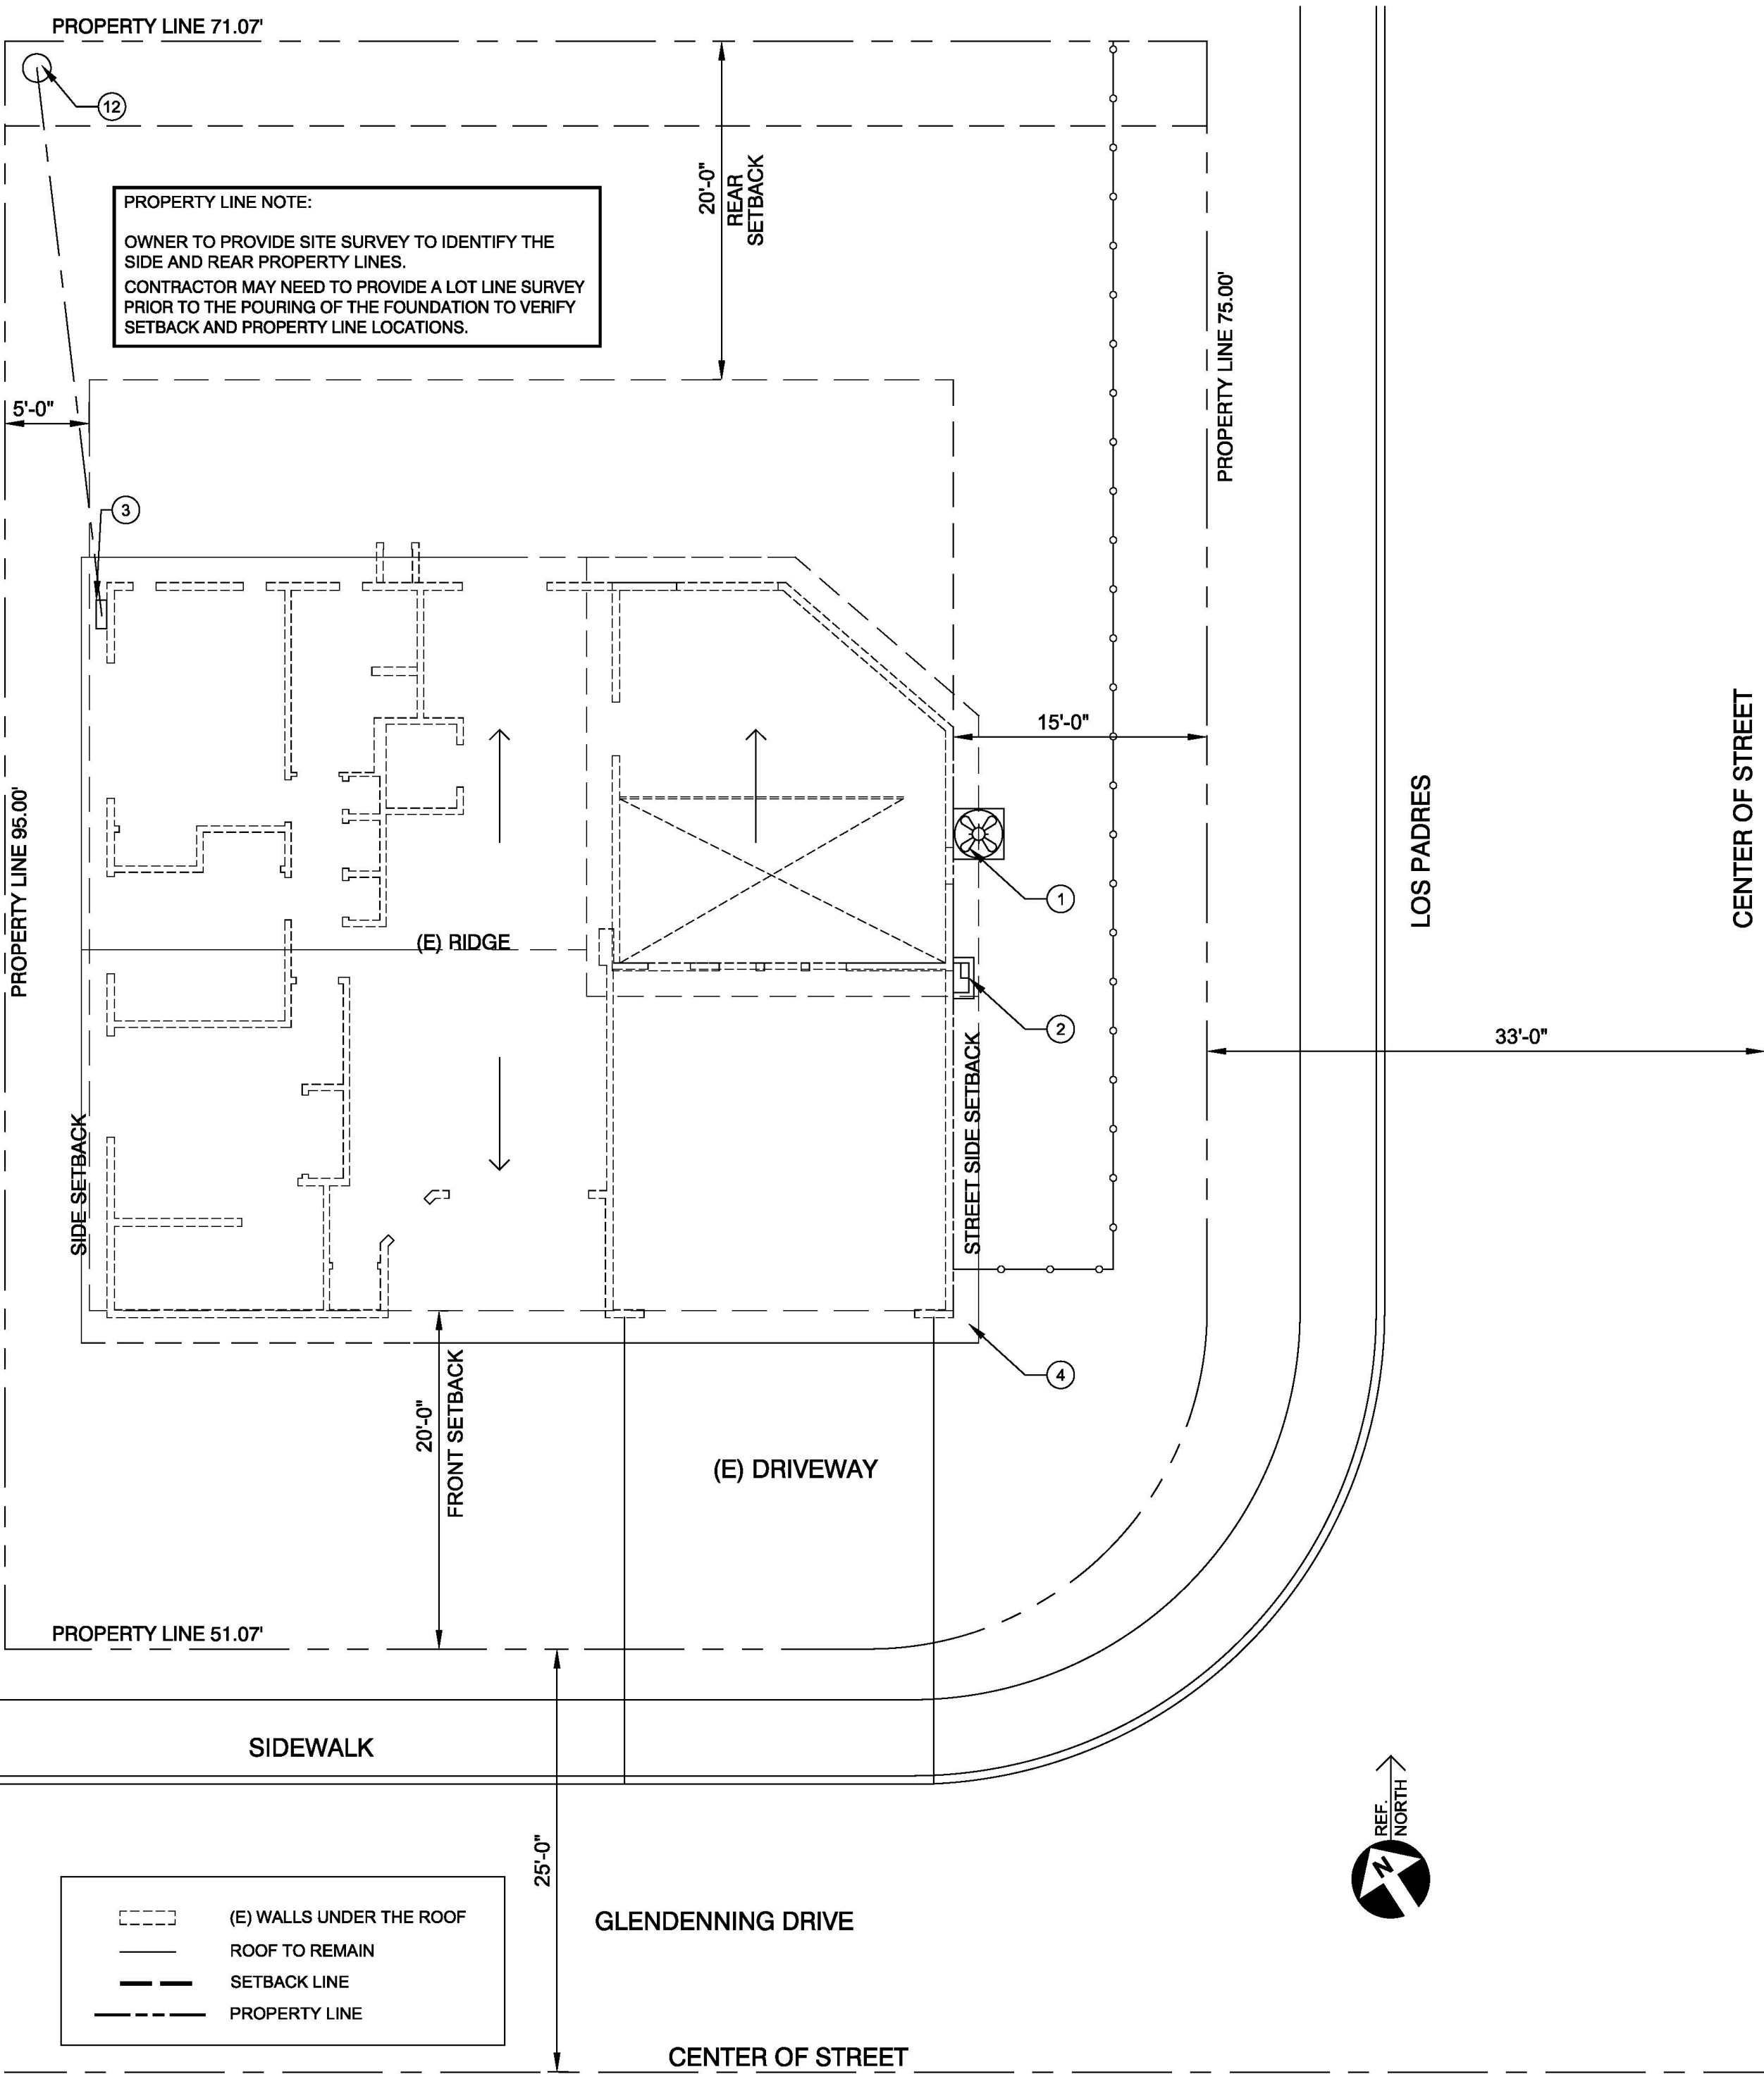 PROPERTY LINE 71.07'
12
20'-0"
REAR
SETBACK
PROPERTY LINE NOTE:
OWNER TO PROVIDE SITE SURVEY TO IDENTIFY THE
SIDE AND REAR PROPERTY LINES.
CONTRACTOR MAY NEED TO PROVIDE A LOT LINE SURVEY
PRIOR TO THE POURING OF THE FOUNDATION TO VERIFY
SETBACK AND PROPERTY LINE LOCATIONS.
PROPERTY LINE 75.00'
5'-0"
3
15'-0"
CENTER OF STREET
LOS PADRES
PROPERTY LINE 95.00'
1
(E) RIDGE
2
33'-0"
STREET SIDE SETBACK
SIDE SETBACK
4
20'-0"
FRONT SETBACK
(E) DRIVEWAY
PROPERTY LINE 51.07'
SIDEWALK
REF.
NORTH
N
25'-0"
(E) WALLS UNDER THE ROOF
ROOF TO REMAIN
SETBACK LINE
PROPERTY LINE
GLENDENNING DRIVE
CENTER OF STREET